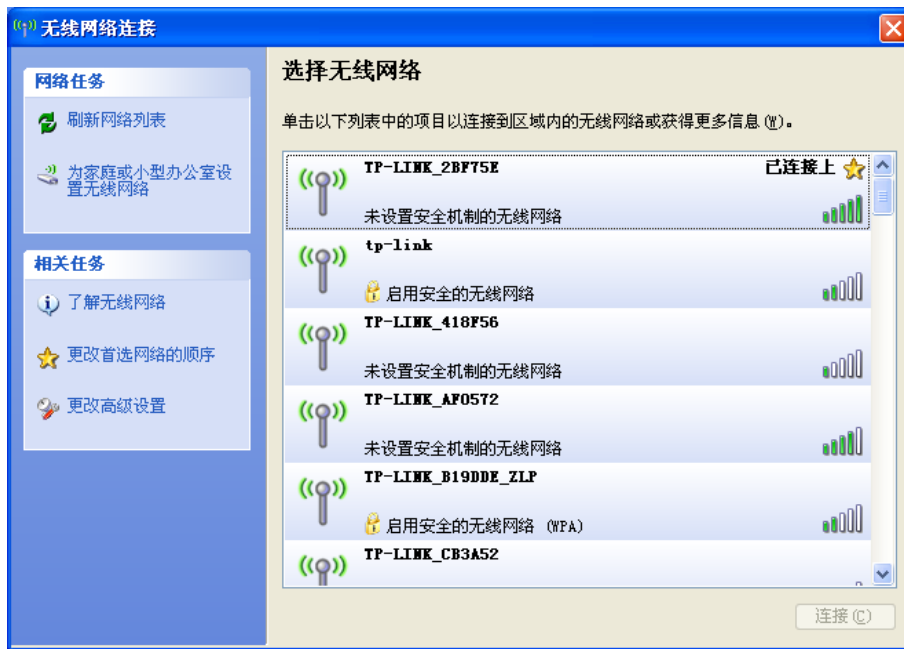 无线网络连接
网络任务
刷新网络列表
为家庭或小型办公室设
置无线网络
相关任务
了解无线网络
更改首选网络的顺序
更改高级设置
选择无线网络
单击以下列表中的项目以连接到区域内的无线网络或获得更多信息(W)。
TP-LINK_2BF75E 已连接上
未设置安全机制的无线网络
tp-link
启用安全的无线网络
TP-LINK_418F56
未设置安全机制的无线网络
TP-LINK_AF0572
未设置安全机制的无线网络
TP-LINK_B19DDE_ZLP
启用安全的无线网络 (WPA)
TP-LINK_CB3A52
连接(C)